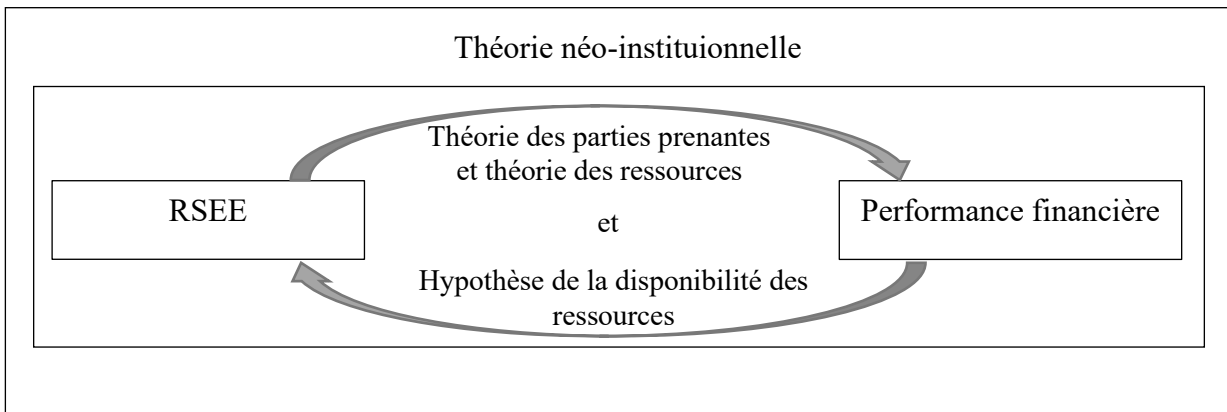 Théorie néo-instituionnelle
Théorie des parties prenantes
et théorie des ressources
RSEE
Performance financière
et
Hypothèse de la disponibilité des
ressources